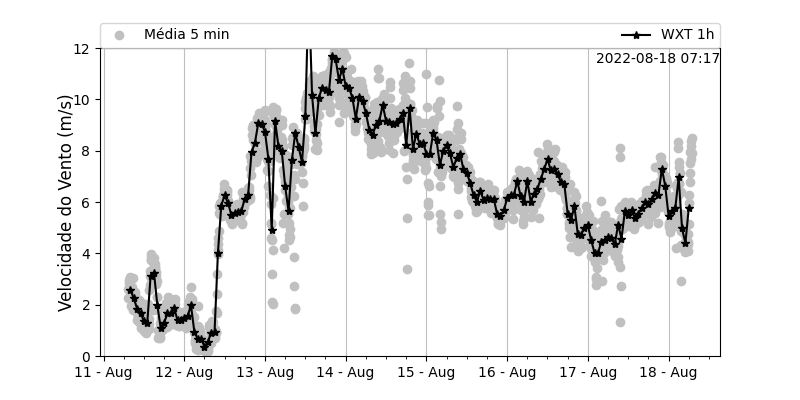 Média 5 min
WXT 1h
2022-08-18 07:17
Velocidade do Vento (m/s)
12
10
8
6
4
2
0
11 - Aug
12 - Aug
13 - Aug
14 - Aug
15 - Aug
16 - Aug
17 - Aug
18 - Aug